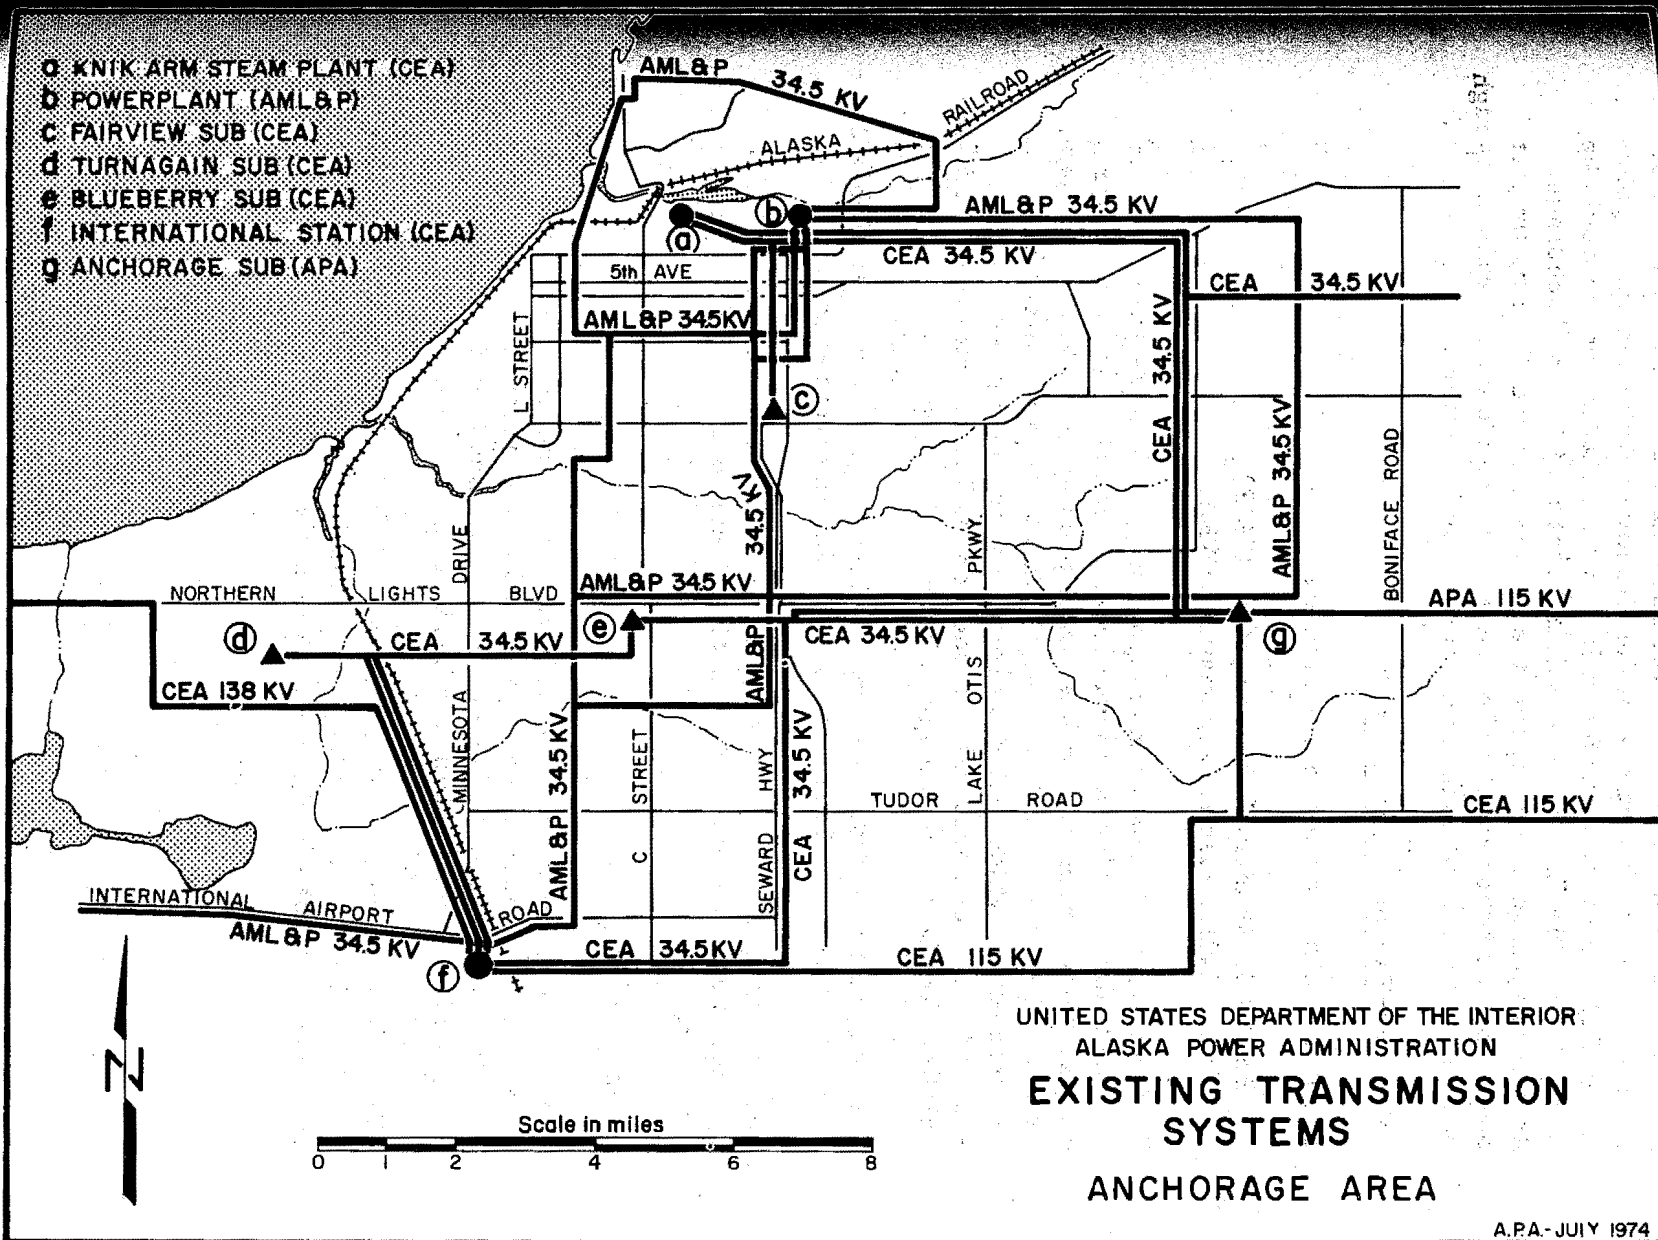 a KNIK ARM STEAM PLANT (CEA)
b POWERPLANT (AML&P)
c FAIRVIEW SUB (CEA)
d TURNAGAIN SUB (CEA)
e BLUEBERRY SUB (CEA)
f INTERNATIONAL STATION (CEA)
g ANCHORAGE SUB (APA)
AML&P 34.5 KV
RAILROAD
ALASKA
a
b
AML&P 34.5 KV
CEA 34.5 KV
5th AVE
CEA 34.5 KV
AML&P 34.5KV
L STREET
CEA 34.5 KV
c
AML&P 34.5KV
BONIFACE ROAD
34.5 KV
AML&P
DRIVE
MINNESOTA
PKWY.
LAKE OTIS
NORTHERN LIGHTS BLVD
AML&P 34.5 KV
APA 115 KV
d
CEA 34.5 KV
e
CEA 34.5 KV
g
CEA 138 KV
AML&P 34.5 KV
C STREET
SEWARD HWY
CEA 34.5 KV
TUDOR ROAD
CEA 115 KV
INTERNATIONAL AIRPORT ROAD
AML&P 34.5 KV
f
CEA 34.5KV
CEA 115 KV
N
UNITED STATES DEPARTMENT OF THE INTERIOR
ALASKA POWER ADMINISTRATION
EXISTING TRANSMISSION
SYSTEMS
ANCHORAGE AREA
Scale in miles
0 1 2 4 6 8
A.P.A.-JULY 1974